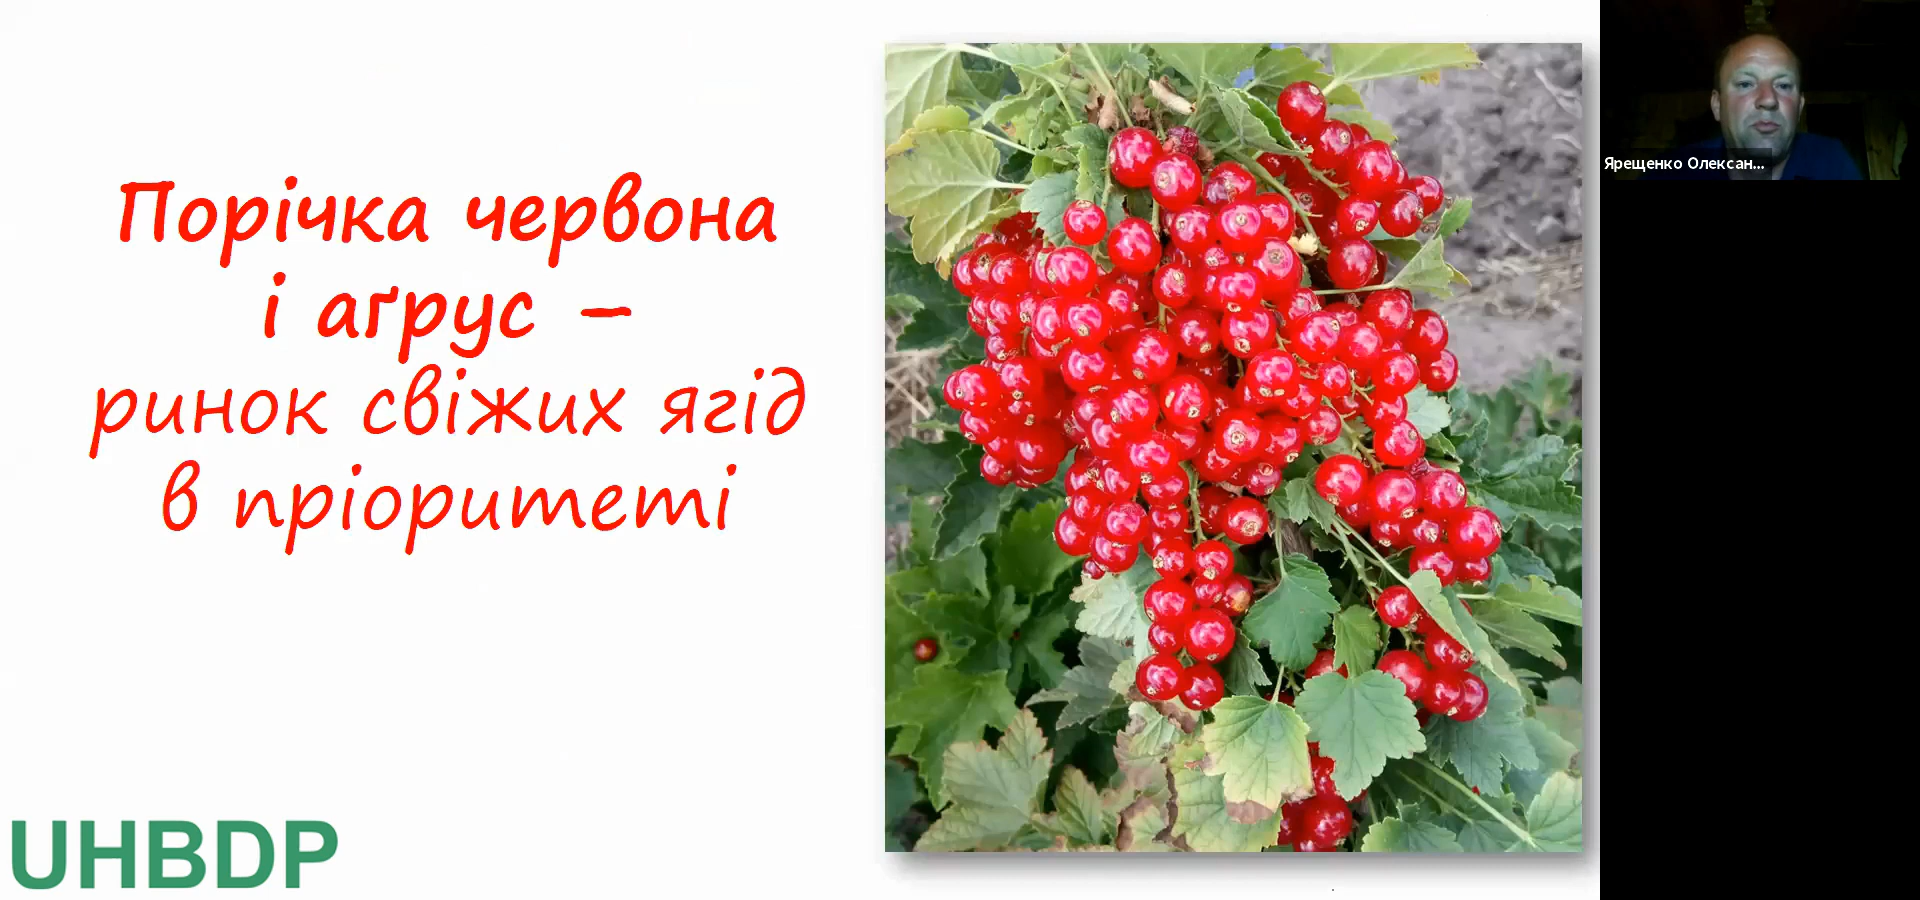 Порічка червона
і аґрус –
ринок свіжих ягід
в пріоритеті
UHBDP
Ярещенко Олексан...